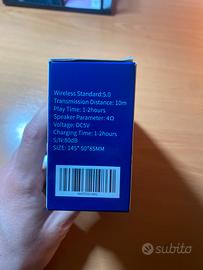 Wireless Standard:5.0
Transmission Distance: 10m
Play Time: 1-2hours
Speaker Parameter: 4Ω
Voltage: DC5V
Charging Time: 1-2hours
S/N:80dB
SIZE: 145*50*85MM
subito